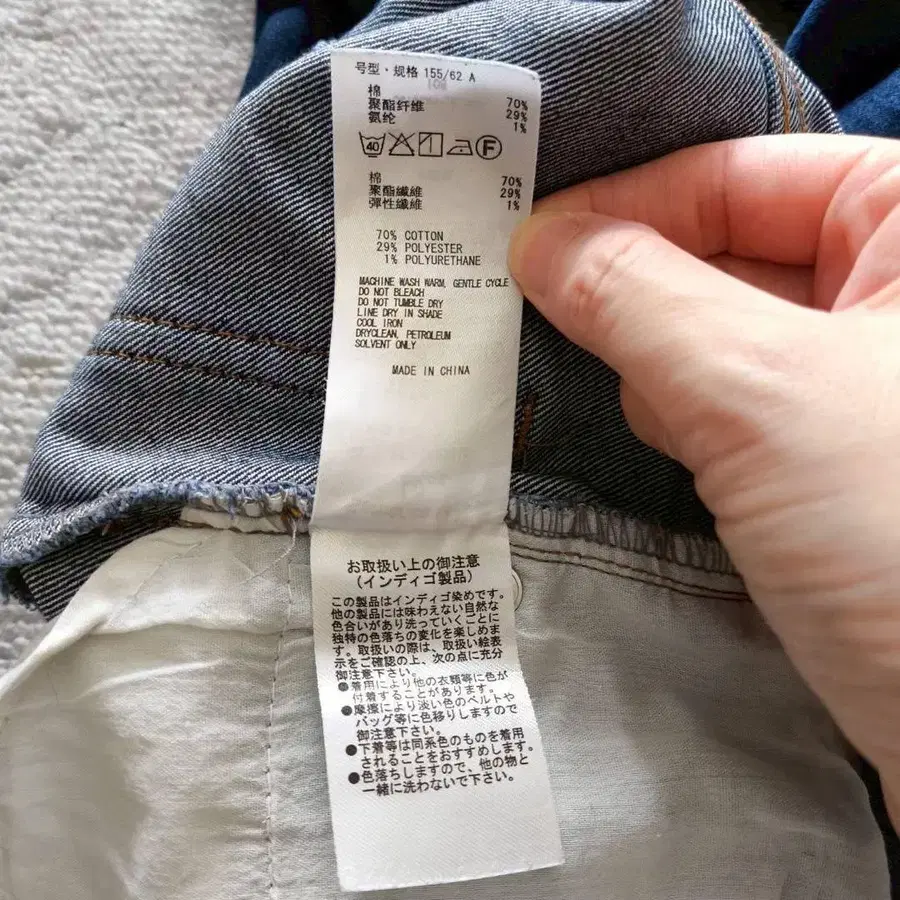 号型・规格 155/62 A
棉 70%
聚酯纤维 29%
氨纶 1%
40 F
棉 70%
聚酯纖維 29%
彈性纖維 1%
70% COTTON
29% POLYESTER
1% POLYURETHANE
MACHINE WASH WARM, GENTLE CYCLE
DO NOT BLEACH
DO NOT TUMBLE DRY
LINE DRY IN SHADE
COOL IRON
DRYCLEAN, PETROLEUM
SOLVENT ONLY
MADE IN CHINA
お取扱い上の御注意
(インディゴ製品)
この製品はインディゴ染めです。
他の製品には味わえない自然な
色合いがあり洗っていくごとに
独特の色落ちの変化を楽しめま
す。取扱いの際は、取扱い絵表
示をご確認の上、次の点に充分
御注意下さい。
●着用により他の衣類等に色が
付着することがあります。
●摩擦により淡い色のベルトや
バッグ等に色移りしますので
御注意下さい。
●下着等は同系色のものを着用
されることをおすすめします。
●色落ちしますので、他の物と
一緒に洗わないで下さい。